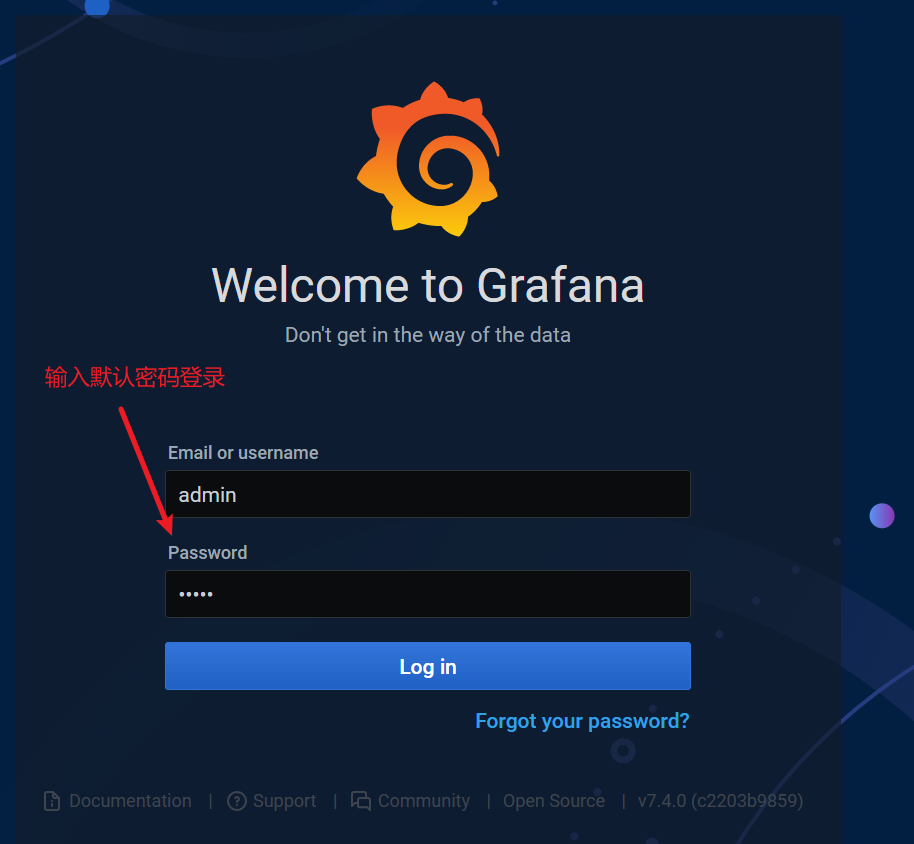 Welcome to Grafana
Don't get in the way of the data
输入默认密码登录
Email or username
admin
Password
•••••
Log in
Forgot your password?
Documentation | Support | Community | Open Source | v7.4.0 (c2203b9859)